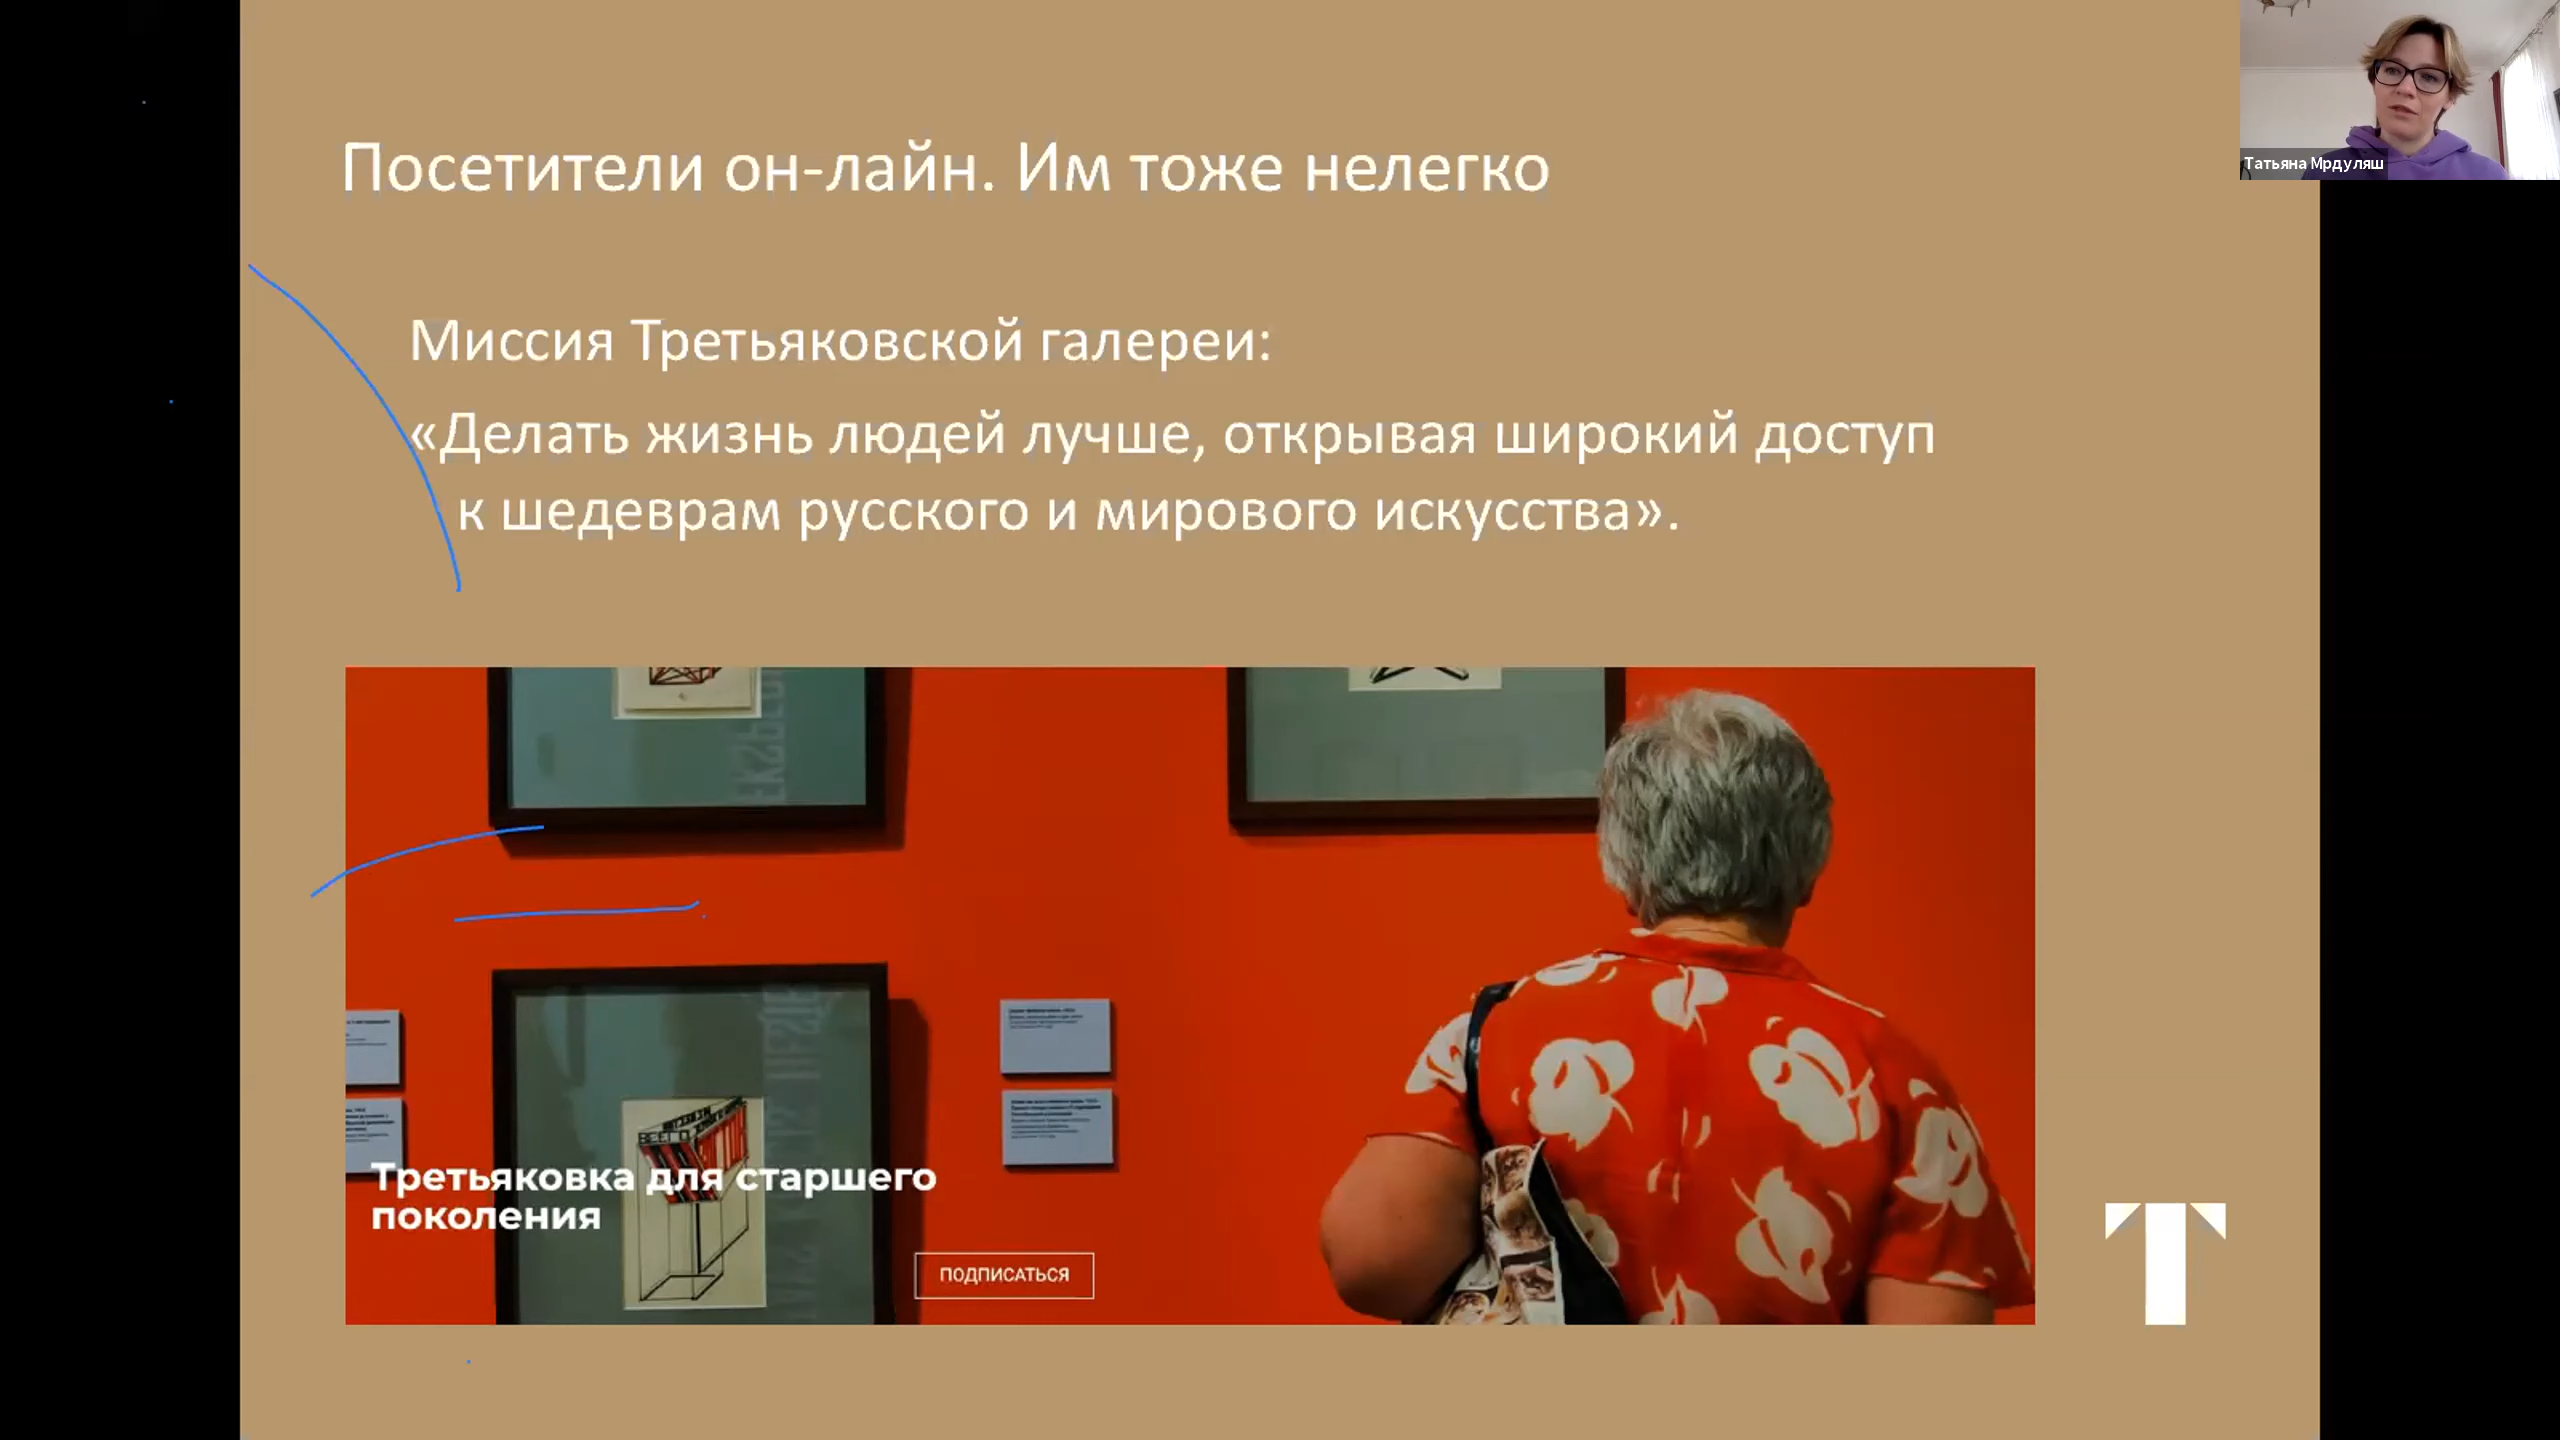 Посетители он-лайн. Им тоже нелегко
Татьяна Мрдуляш
Миссия Третьяковской галереи:
«Делать жизнь людей лучше, открывая широкий доступ
к шедеврам русского и мирового искусства».
ВСЕГО
Третьяковка для старшего
поколения
ПОДПИСАТЬСЯ